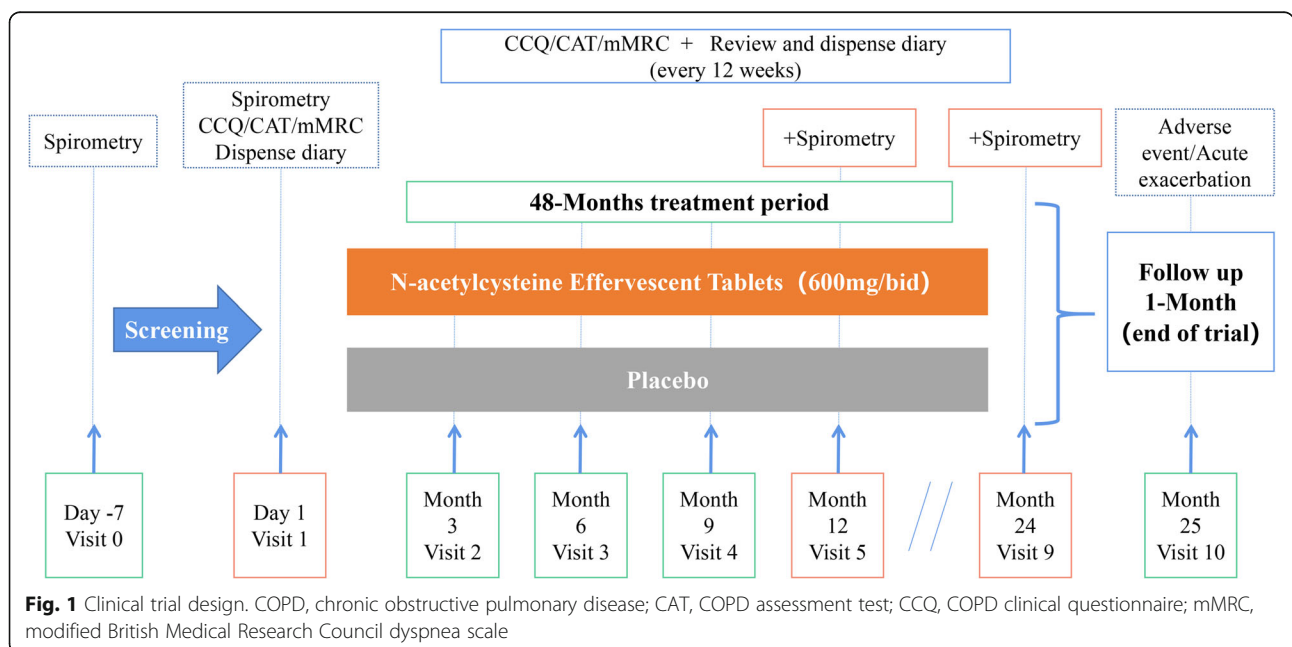 CCQ/CAT/mMRC + Review and dispense diary
(every 12 weeks)
Spirometry
Spirometry
CCQ/CAT/mMRC
Dispense diary
+Spirometry
+Spirometry
Adverse
event/Acute
exacerbation
48-Months treatment period
N-acetylcysteine Effervescent Tablets（600mg/bid）
Screening
Placebo
Follow up
1-Month
(end of trial)
Day -7
Visit 0
Day 1
Visit 1
Month
3
Visit 2
Month
6
Visit 3
Month
9
Visit 4
Month
12
Visit 5
Month
24
Visit 9
Month
25
Visit 10
Fig. 1 Clinical trial design. COPD, chronic obstructive pulmonary disease; CAT, COPD assessment test; CCQ, COPD clinical questionnaire; mMRC,
modified British Medical Research Council dyspnea scale